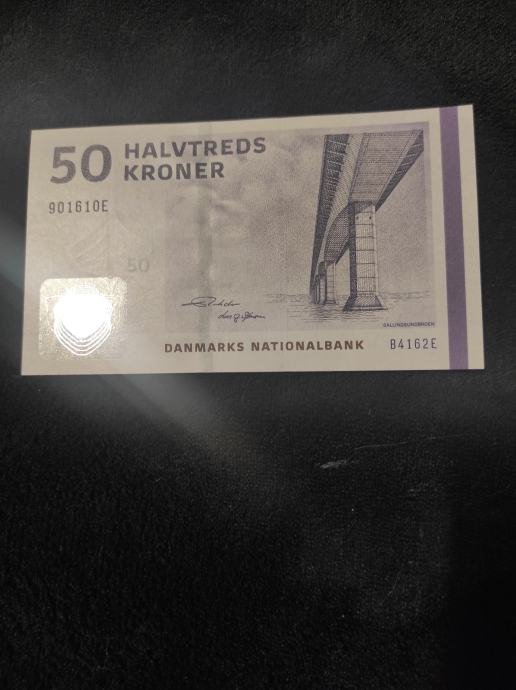 50 HALVTREDS
KRONER
901610E
50
SALLINGSUNDBROEN
DANMARKS NATIONALBANK
B4162E